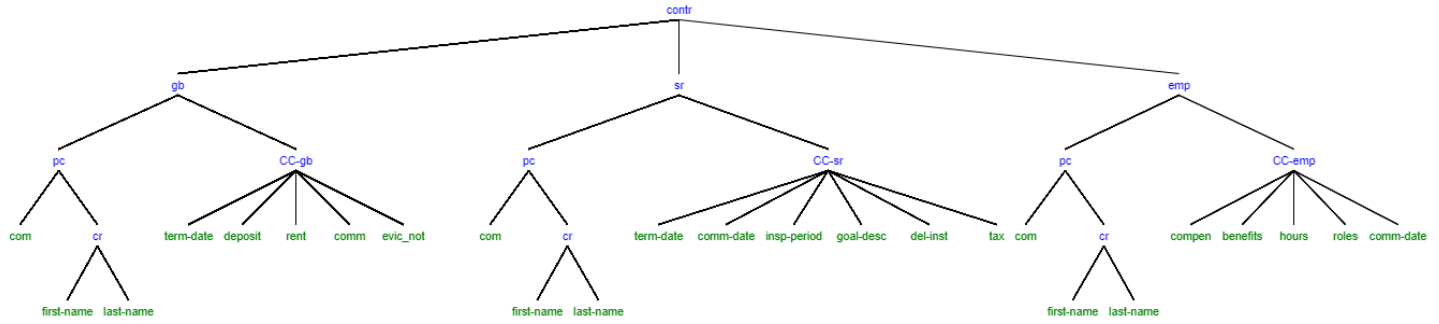 contr
gb sr emp
pc CC-gb pc CC-sr pc CC-emp
com cr term-date deposit rent comm evic_not com cr term-date comm-date insp-period goal-desc del-inst tax com cr compen benefits hours roles comm-date
first-name last-name first-name last-name first-name last-name